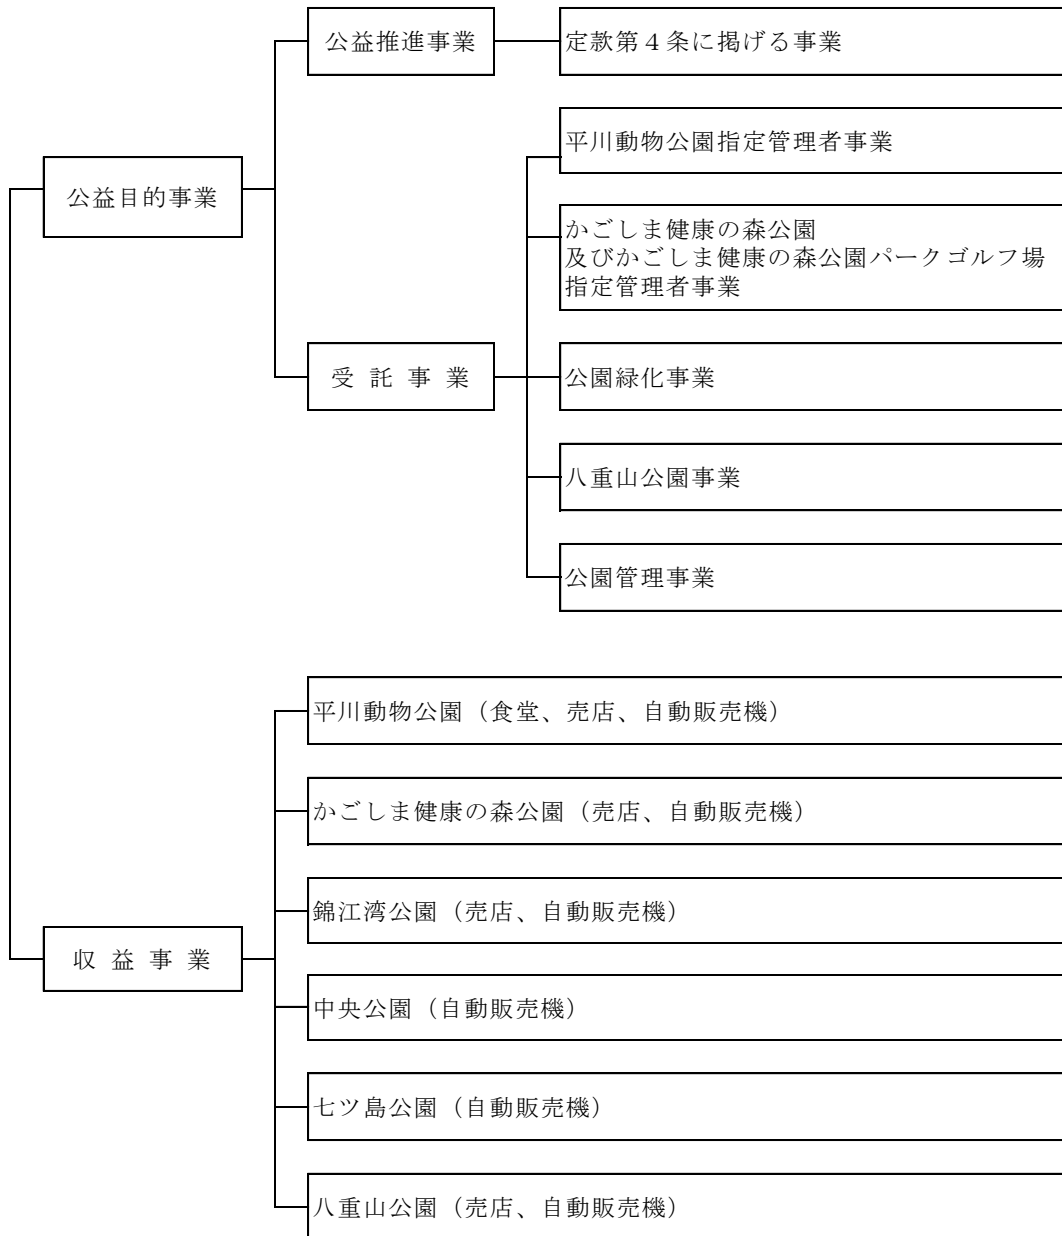 公益推進事業
定款第４条に掲げる事業
平川動物公園指定管理者事業
公益目的事業
かごしま健康の森公園
及びかごしま健康の森公園パークゴルフ場
指定管理者事業
受託事業
公園緑化事業
八重山公園事業
公園管理事業
平川動物公園（食堂、売店、自動販売機）
かごしま健康の森公園（売店、自動販売機）
錦江湾公園（売店、自動販売機）
収益事業
中央公園（自動販売機）
七ツ島公園（自動販売機）
八重山公園（売店、自動販売機）